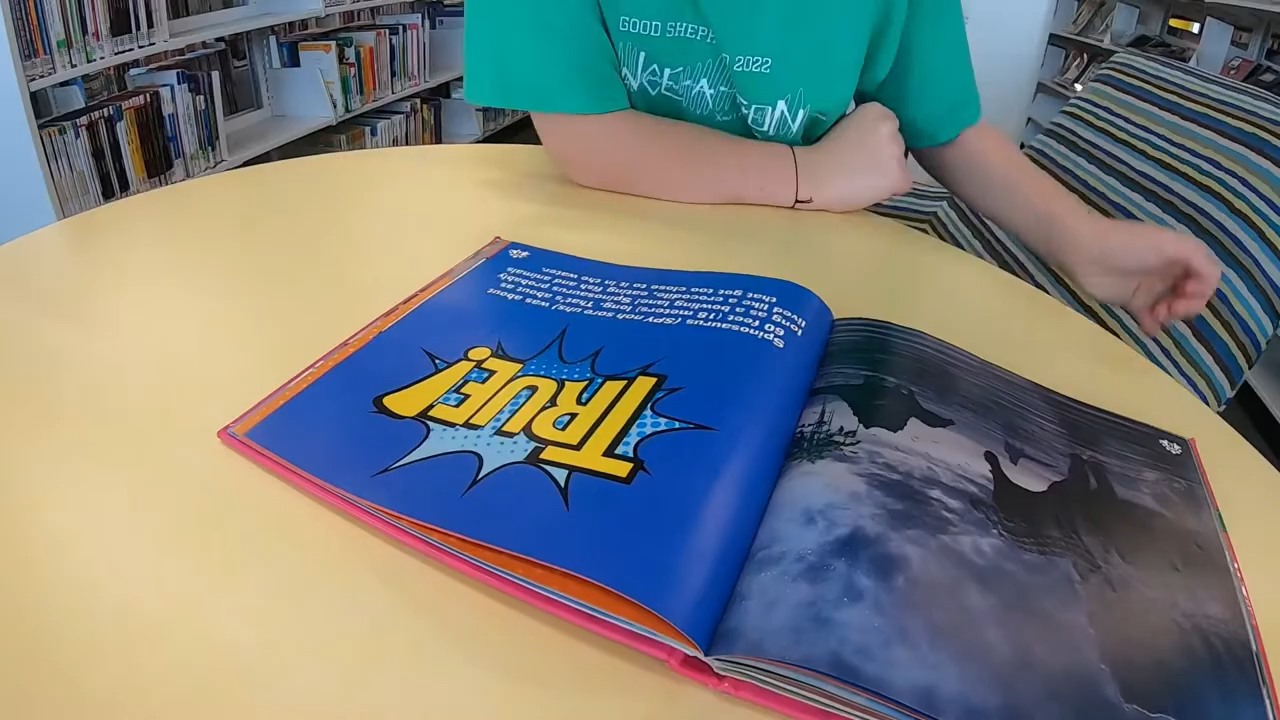 GOOD
2022
TRUE!
Spinosaurus (SPY noh sore uhs) was about
60 feet (18 meters) long. That's about as
long as a bowling lane! Spinosaurus probably
lived like a crocodile, eating fish and animals
that got too close to it in the water.